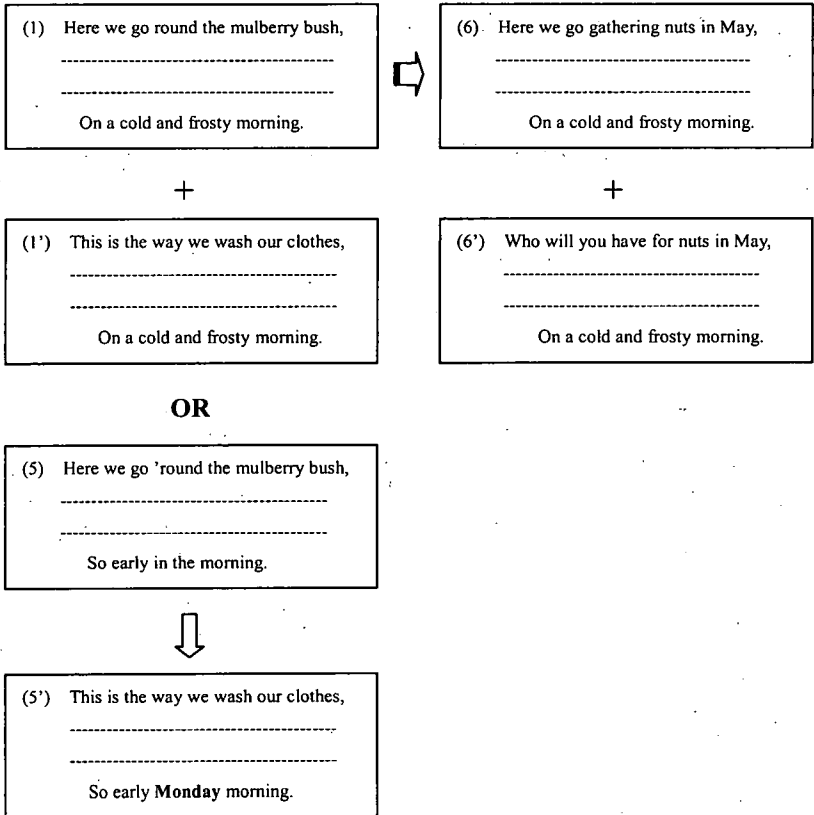 (1) Here we go round the mulberry bush,
------------------------------------------
------------------------------------------
On a cold and frosty morning.
+
(1') This is the way we wash our clothes,
------------------------------------------
------------------------------------------
On a cold and frosty morning.
OR
(5) Here we go 'round the mulberry bush,
------------------------------------------
------------------------------------------
So early in the morning.
(5') This is the way we wash our clothes,
------------------------------------------
------------------------------------------
So early Monday morning.
(6) Here we go gathering nuts in May,
------------------------------------------
------------------------------------------
On a cold and frosty morning.
+
(6') Who will you have for nuts in May,
------------------------------------------
------------------------------------------
On a cold and frosty morning.